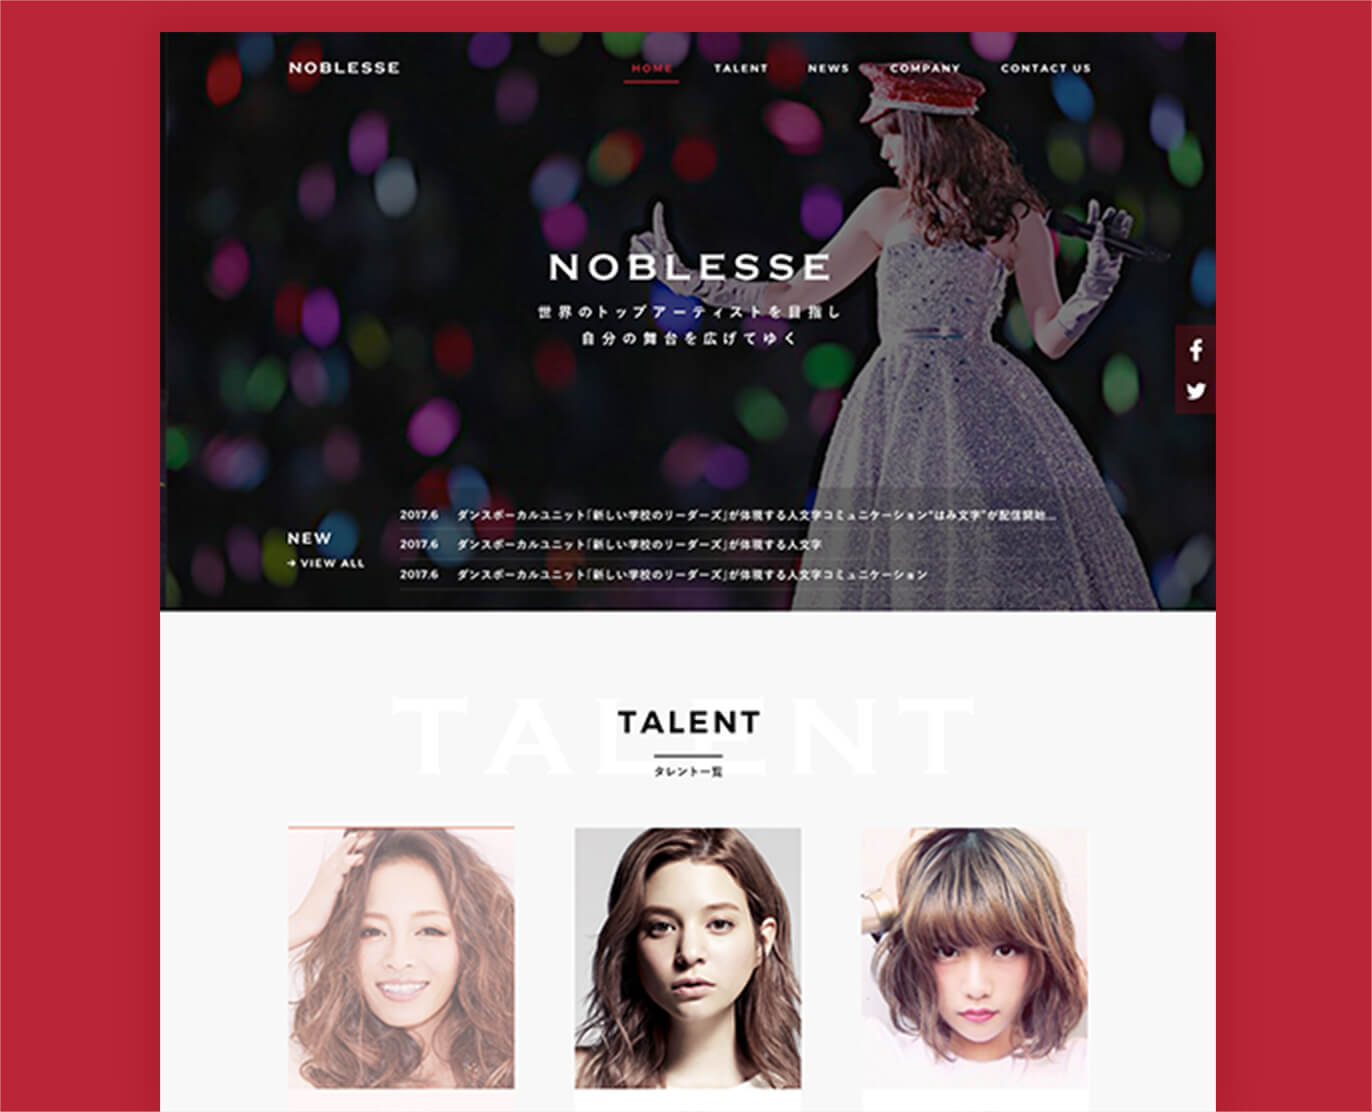 NOBLESSE
HOME TALENT NEWS COMPANY CONTACT US
NOBLESSE
世界のトップアーティストを目指し
自分の舞台を広げてゆく
2017.6 ダンスボーカルユニット「新しい学校のリーダーズ」が体現する人文字コミュニケーション“はみ文字”が配信開始...
NEW
2017.6 ダンスボーカルユニット「新しい学校のリーダーズ」が体現する人文字
→ VIEW ALL
2017.6 ダンスボーカルユニット「新しい学校のリーダーズ」が体現する人文字コミュニケーション
TALENT
TALENT
タレント一覧